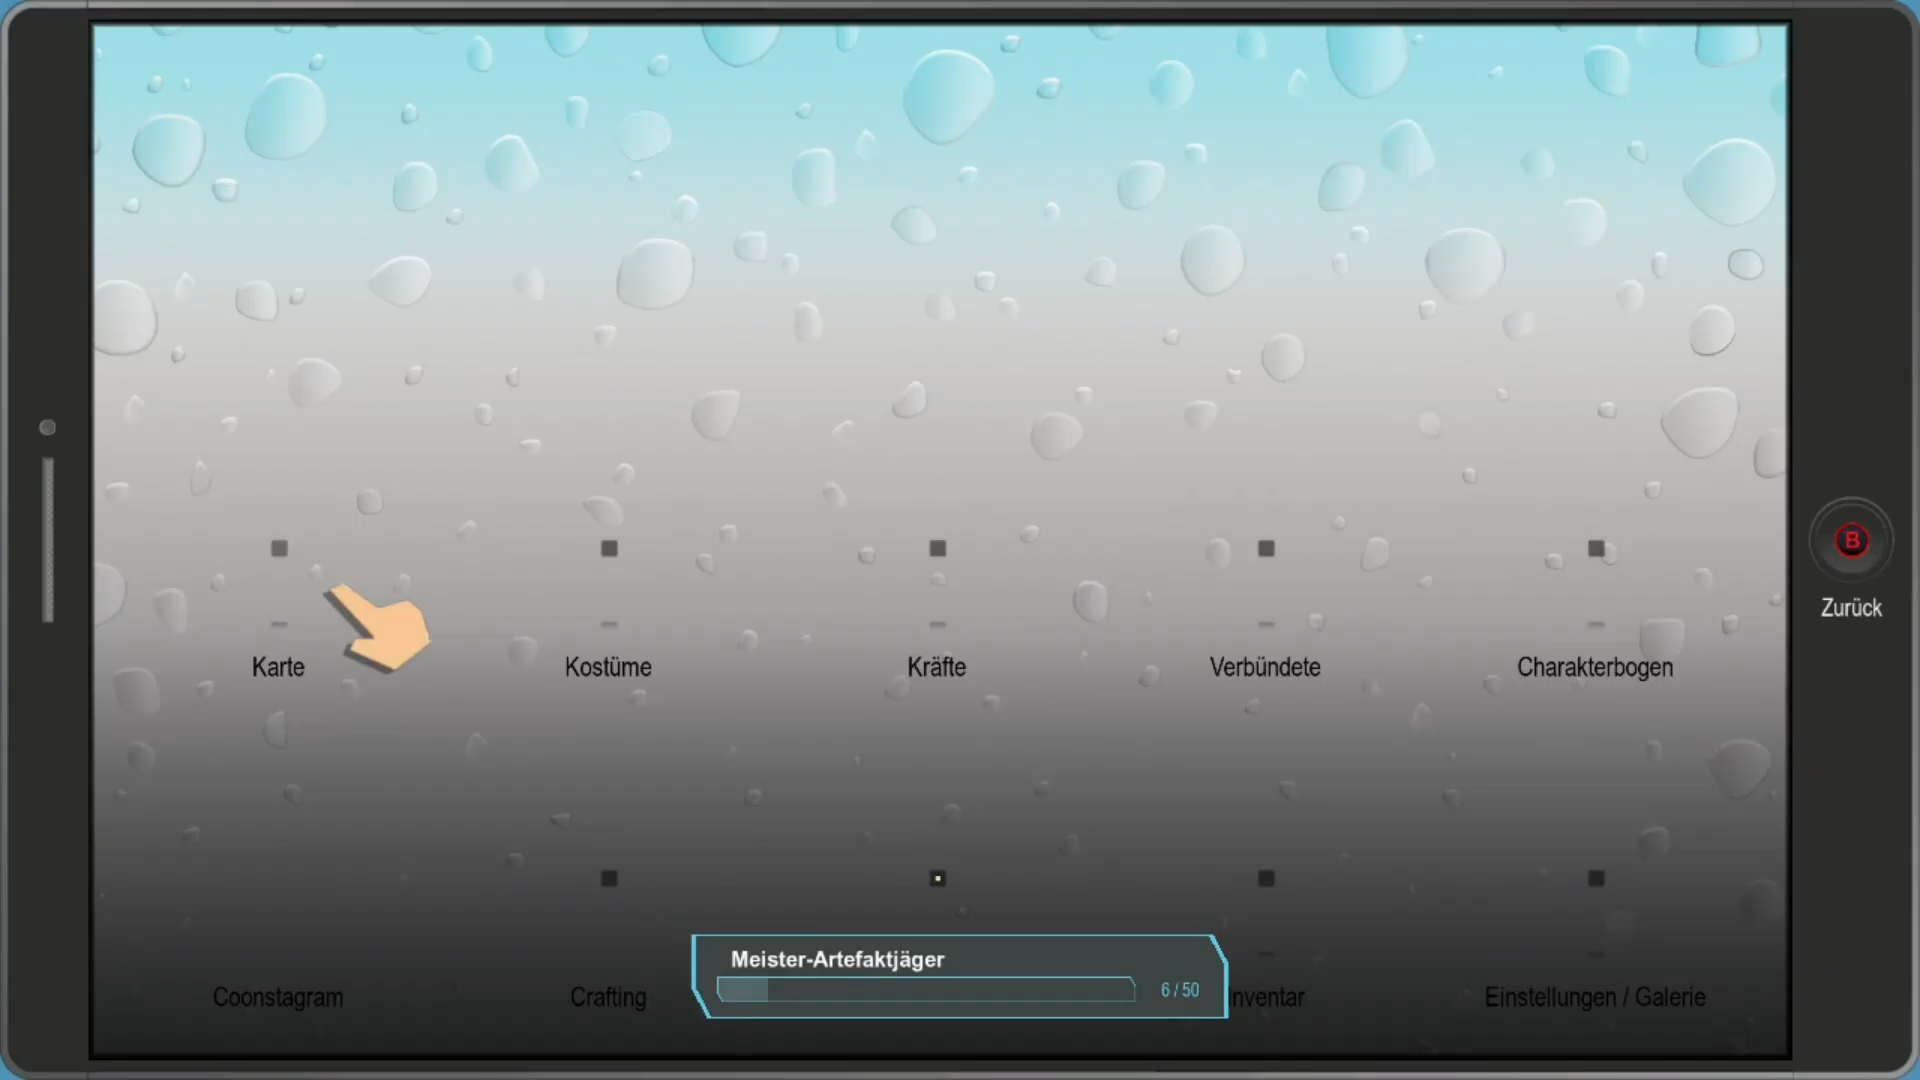 B
Zurück
Karte
Kostüme
Kräfte
Verbündete
Charakterbogen
Meister-Artefaktjäger
6 / 50
Coonstagram
Crafting
nventar
Einstellungen / Galerie